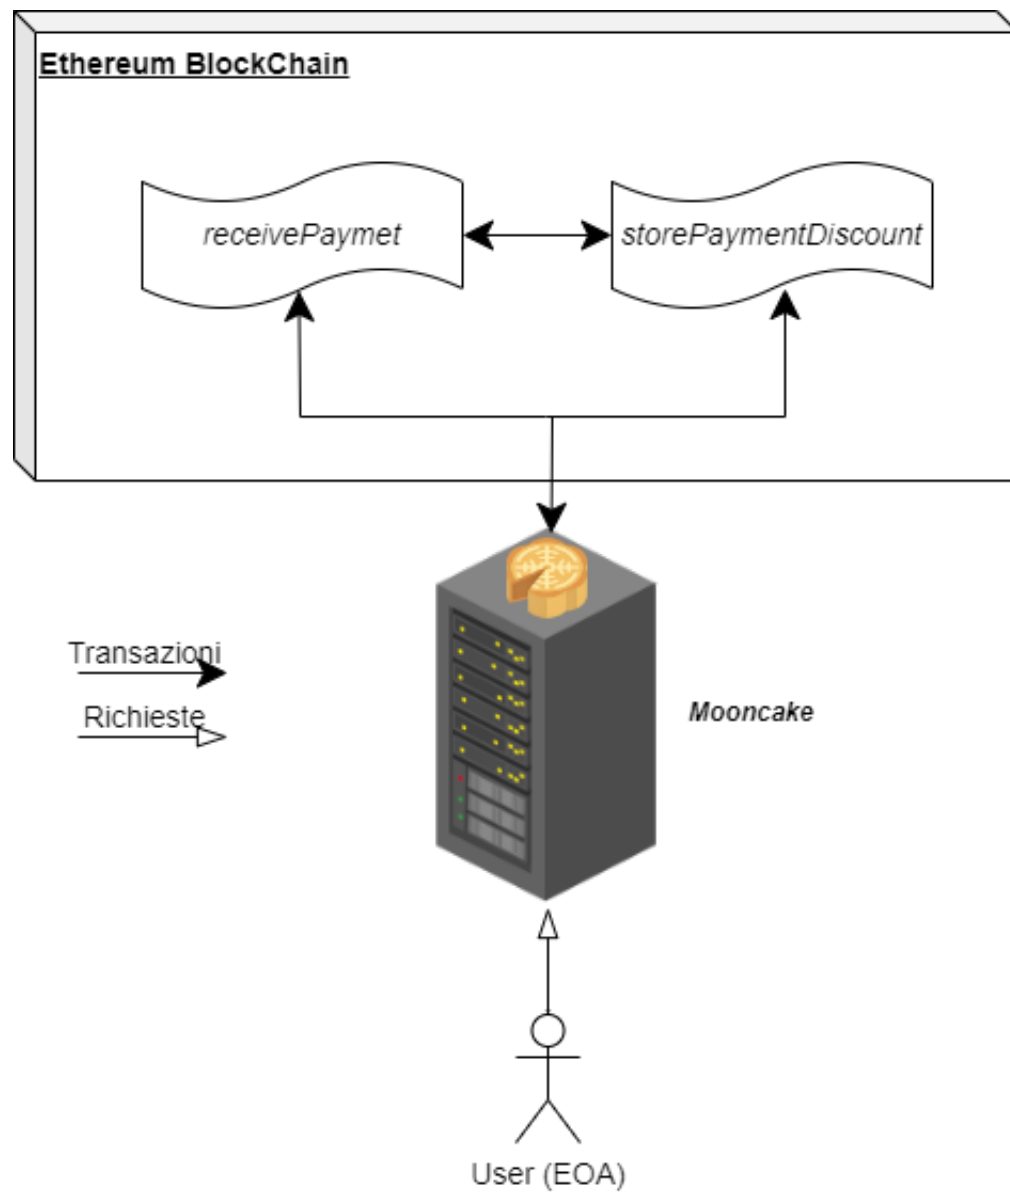 Ethereum BlockChain
receivePaymet
storePaymentDiscount
Transazioni
Richieste
Mooncake
User (EOA)